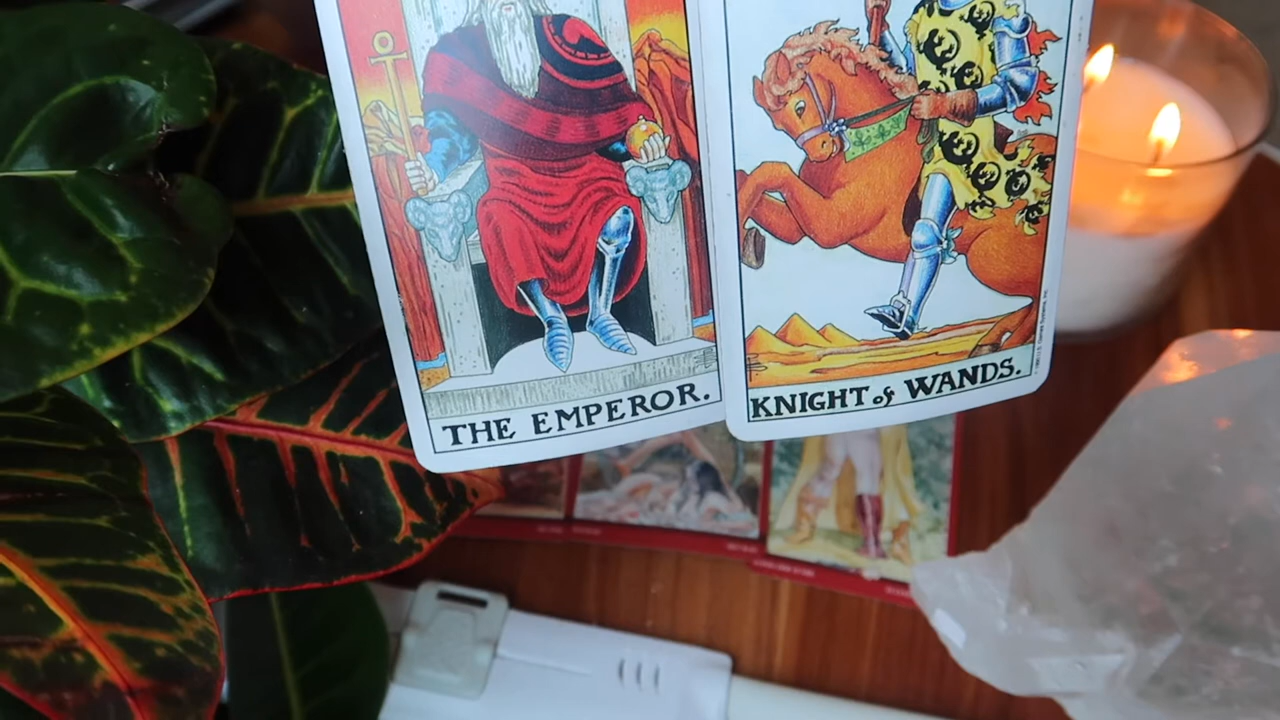 THE EMPEROR.
KNIGHT of WANDS.